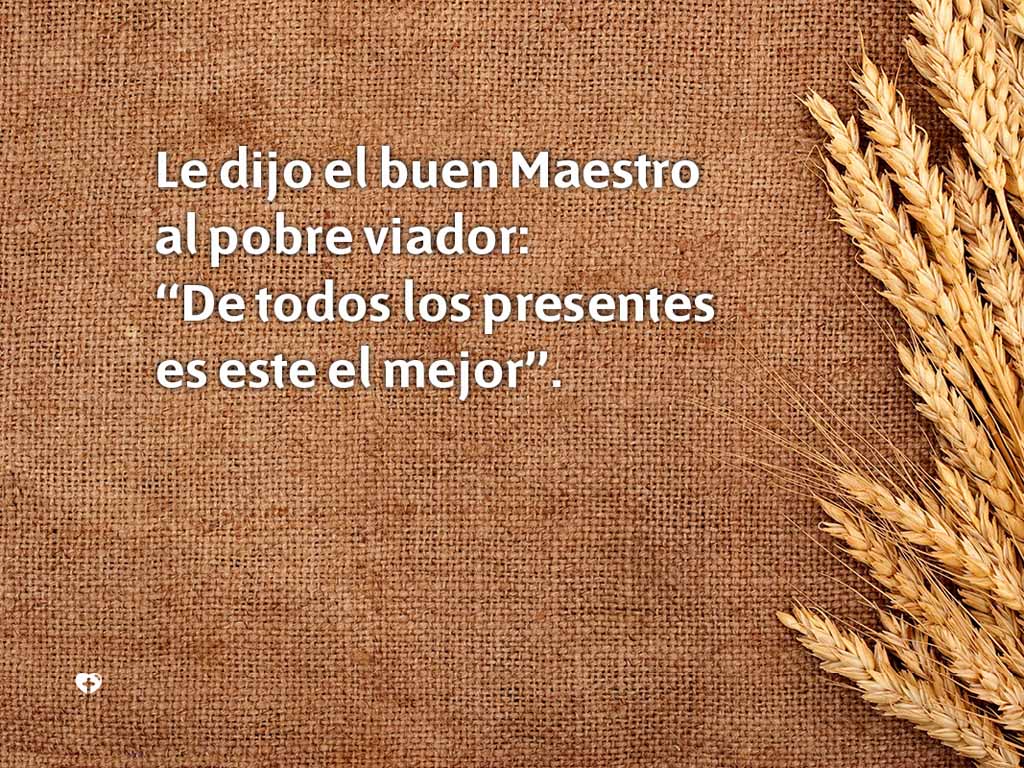 Le dijo el buen Maestro
al pobre viador:
“De todos los presentes
es este el mejor”.